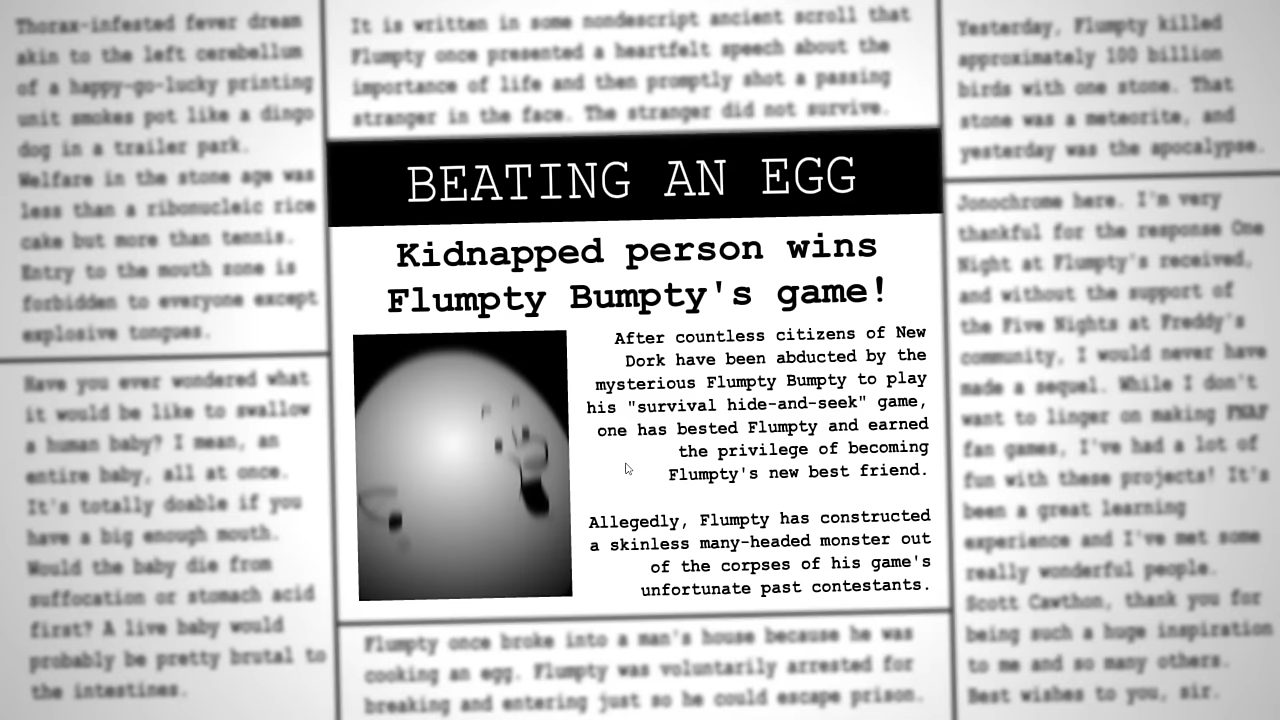 Thorax-infested fever dream
skin to the left cerebellum
of a happy-go-lucky printing
unit smokes pot like a dingo
dog in a trailer park.
Welfare in the stone age was
less than a ribonucleic rice
cake but more than tennis.
Entry to the mouth zone is
forbidden to everyone except
explosive tongues.
Have you ever wondered what
it would be like to swallow
a human baby? I mean, an
entire baby, all at once.
It's totally doable if you
have a big enough mouth.
Would the baby die from
suffocation or stomach acid
first? A live baby would
probably be pretty brutal to
the intestines.
It is written in some nondescript ancient scroll that
Flumpty once presented a heartfelt speech about the
importance of life and then promptly shot a passing
stranger in the face. The stranger did not survive.
BEATING AN EGG
Kidnapped person wins
Flumpty Bumpty's game!
After countless citizens of New
Dork have been abducted by the
mysterious Flumpty Bumpty to play
his "survival hide-and-seek" game,
one has bested Flumpty and earned
the privilege of becoming
Flumpty's new best friend.
Allegedly, Flumpty has constructed
a skinless many-headed monster out
of the corpses of his game's
unfortunate past contestants.
Flumpty once broke into a man's house because he was
cooking an egg. Flumpty was voluntarily arrested for
breaking and entering just so he could escape prison.
Yesterday, Flumpty killed
approximately 100 billion
birds with one stone. That
stone was a meteorite, and
yesterday was the apocalypse.
Jonochrome here. I'm very
thankful for the response One
Night at Flumpty's received,
and without the support of
the Five Nights at Freddy's
community, I would never have
made a sequel. While I don't
want to linger on making FNAF
fan games, I've had a lot of
fun with these projects! It's
been a great learning
experience and I've met some
really wonderful people.
Scott Cawthon, thank you for
being such a huge inspiration
to me and so many others.
Best wishes to you, sir.